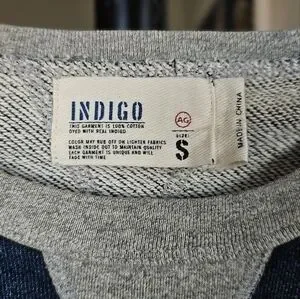 INDIGO
THIS GARMENT IS 100% COTTON
DYED WITH REAL INDIGO
COLOR MAY RUB OFF ON LIGHTER FABRICS
WASH INSIDE OUT TO MAINTAIN QUALITY
EACH GARMENT IS UNIQUE AND WILL
FADE WITH TIME
AG
SIZE:
S
MADE IN CHINA